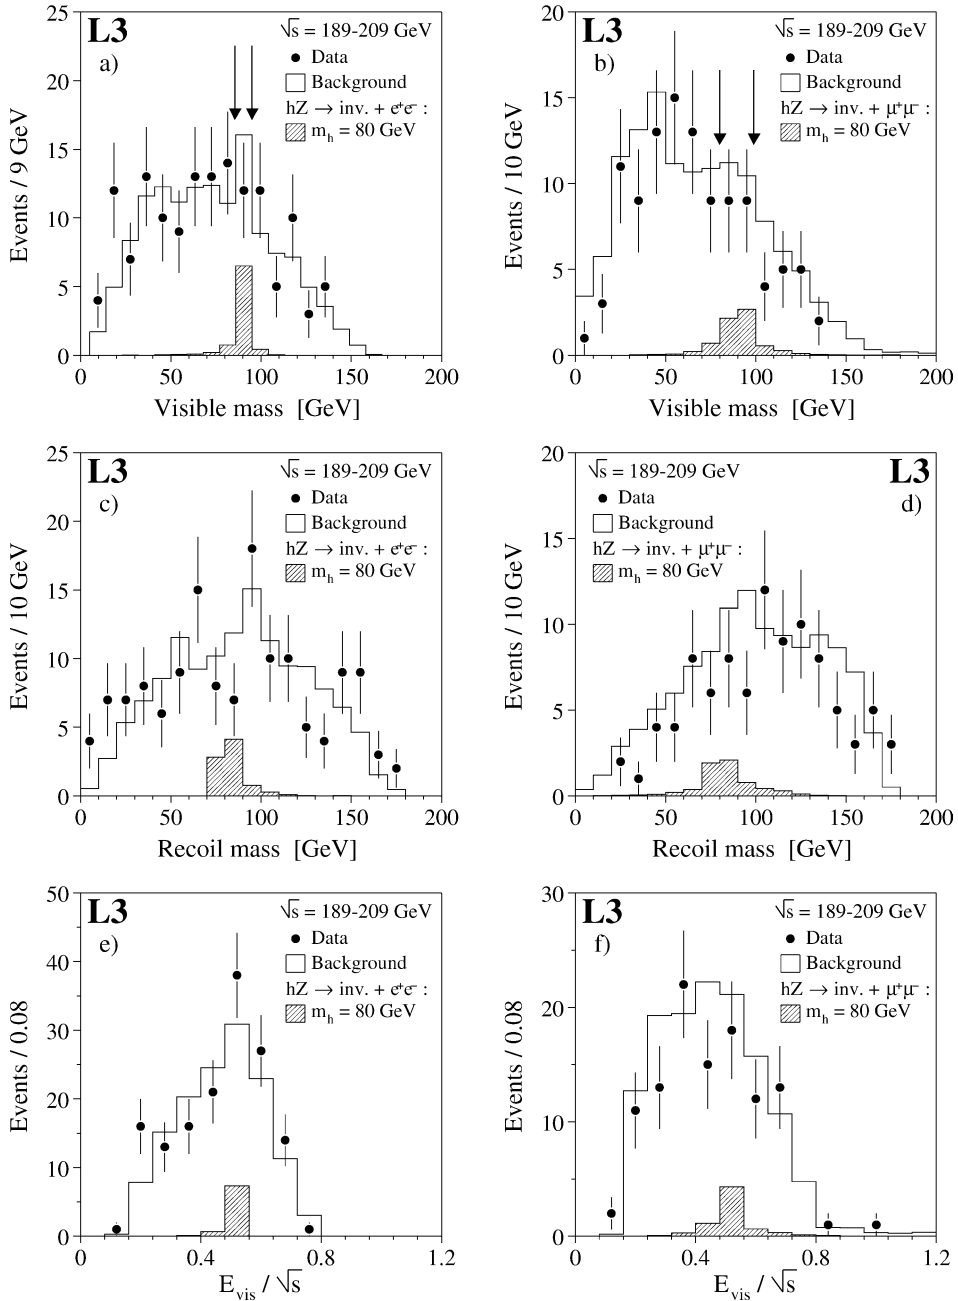 L3
a)
√s = 189-209 GeV
Data
Background
hZ → inv. + e⁺e⁻ :
m_h = 80 GeV
Events / 9 GeV
25
20
15
10
5
0
0 50 100 150 200
Visible mass [GeV]
L3
b)
√s = 189-209 GeV
Data
Background
hZ → inv. + μ⁺μ⁻ :
m_h = 80 GeV
Events / 10 GeV
20
15
10
5
0
0 50 100 150 200
Visible mass [GeV]
L3
c)
√s = 189-209 GeV
Data
Background
hZ → inv. + e⁺e⁻ :
m_h = 80 GeV
Events / 10 GeV
25
20
15
10
5
0
0 50 100 150 200
Recoil mass [GeV]
√s = 189-209 GeV
L3
Data
d)
Background
hZ → inv. + μ⁺μ⁻ :
m_h = 80 GeV
Events / 10 GeV
20
15
10
5
0
0 50 100 150 200
Recoil mass [GeV]
L3
e)
√s = 189-209 GeV
Data
Background
hZ → inv. + e⁺e⁻ :
m_h = 80 GeV
Events / 0.08
50
40
30
20
10
0
0 0.4 0.8 1.2
E_vis / √s
L3
f)
√s = 189-209 GeV
Data
Background
hZ → inv. + μ⁺μ⁻ :
m_h = 80 GeV
Events / 0.08
30
20
10
0
0 0.4 0.8 1.2
E_vis / √s